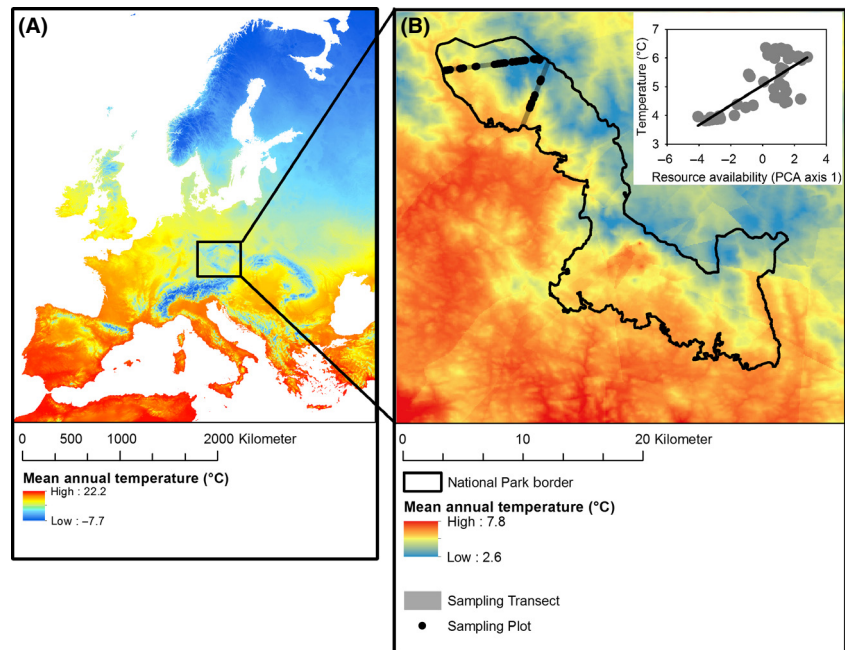 (A)
0 500 1000 2000 Kilometer
Mean annual temperature (°C)
High : 22.2
Low : –7.7
(B)
Temperature (°C)
7
6
5
4
3
–6 –4 –2 0 2 4
Resource availability (PCA axis 1)
0 10 20 Kilometer
National Park border
Mean annual temperature (°C)
High : 7.8
Low : 2.6
Sampling Transect
Sampling Plot